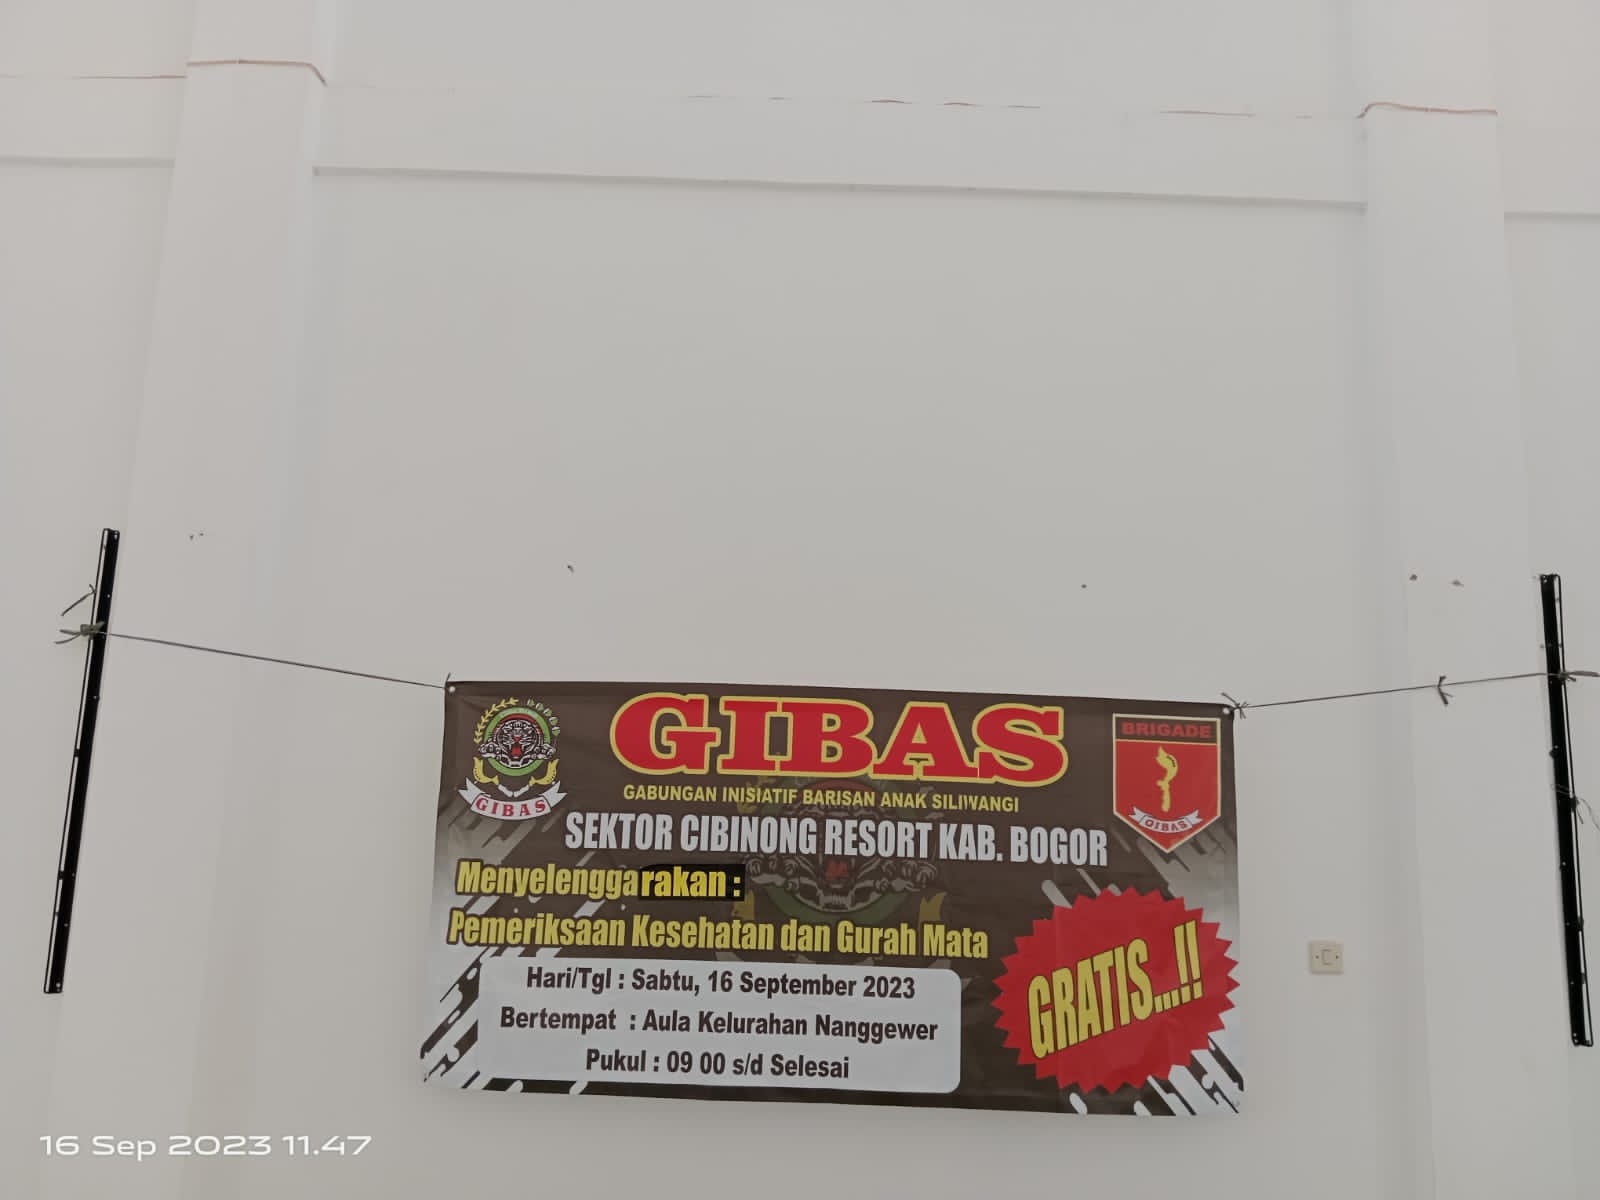 GIBAS
GABUNGAN INISIATIF BARISAN ANAK SILIWANGI
SEKTOR CIBINONG RESORT KAB. BOGOR
GIBAS
BRIGADE
GIBAS
Menyelenggarakan :
Pemeriksaan Kesehatan dan Gurah Mata
Hari/Tgl : Sabtu, 16 September 2023
Bertempat : Aula Kelurahan Nanggewer
Pukul : 09 00 s/d Selesai
GRATIS...!!
16 Sep 2023 11.47